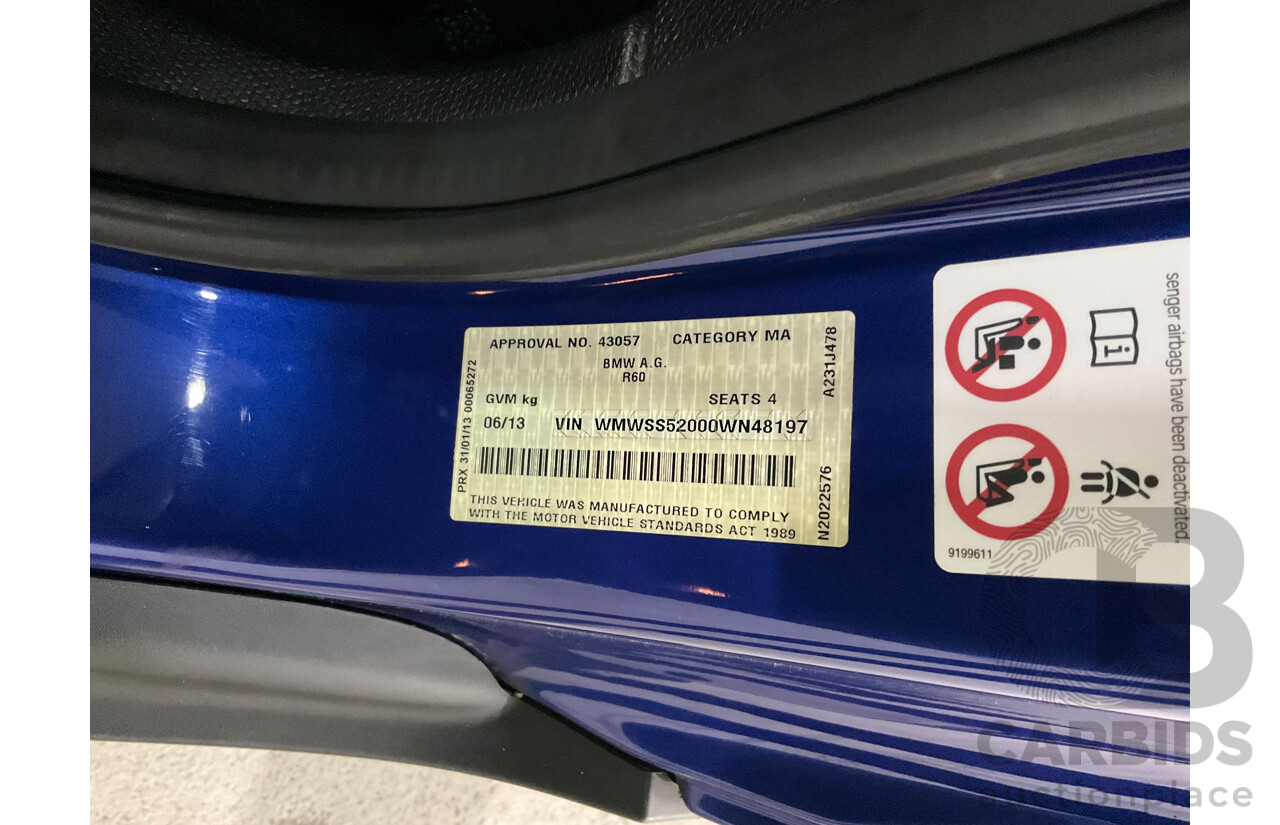 APPROVAL NO. 43057 CATEGORY MA
BMW A.G.
R60
GVM kg SEATS 4
06/13 VIN WMWSS52000WN48197
THIS VEHICLE WAS MANUFACTURED TO COMPLY
WITH THE MOTOR VEHICLE STANDARDS ACT 1989
PRX 31/01/13 00065272
A231J478
N2022576
senger airbags have been deactivated.
i
9199611
B
CARBIDS
auctionplace